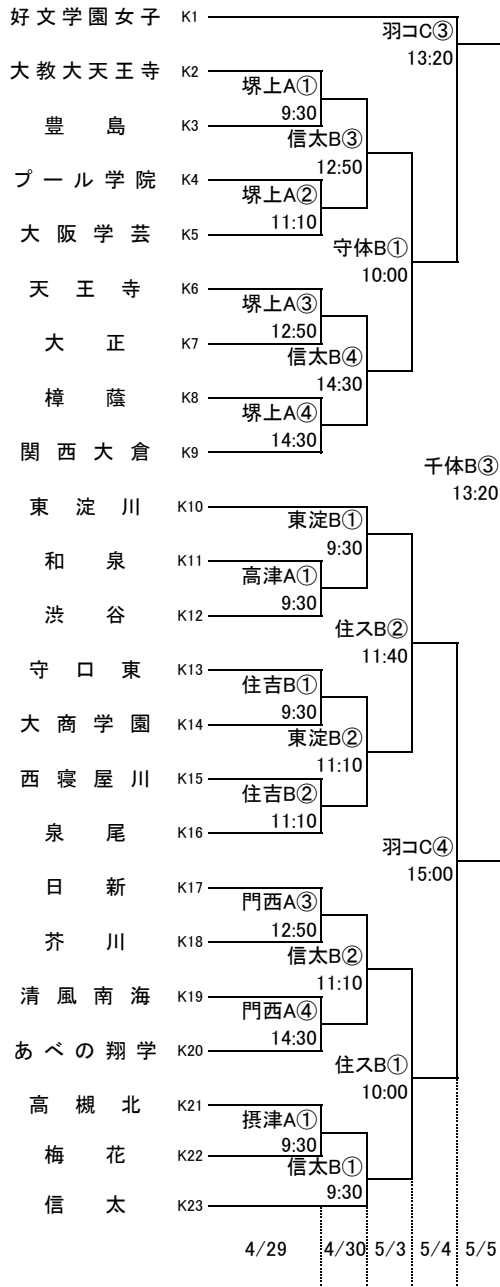 好文学園女子 K1
羽コC③
13:20
大教大天王寺 K2
堺上A①
9:30
豊島 K3
信太B③
12:50
プール学院 K4
堺上A②
11:10
大阪学芸 K5
守体B①
10:00
天王寺 K6
堺上A③
12:50
大正 K7
信太B④
14:30
樟蔭 K8
堺上A④
14:30
関西大倉 K9
千体B③
13:20
東淀川 K10
東淀B①
9:30
和泉 K11
高津A①
9:30
渋谷 K12
住スB②
11:40
守口東 K13
住吉B①
9:30
大商学園 K14
東淀B②
11:10
西寝屋川 K15
住吉B②
11:10
泉尾 K16
羽コC④
15:00
日新 K17
門西A③
12:50
芥川 K18
信太B②
11:10
清風南海 K19
門西A④
14:30
あべの翔学 K20
住スB①
10:00
高槻北 K21
摂津A①
9:30
梅花 K22
信太B①
9:30
信太 K23
4/29 4/30 5/3 5/4 5/5